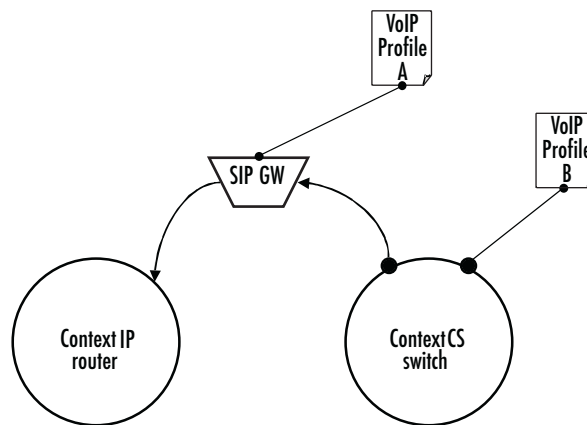 VoIP
Profile
A
VoIP
Profile
B
SIP GW
Context IP
router
Context CS
switch